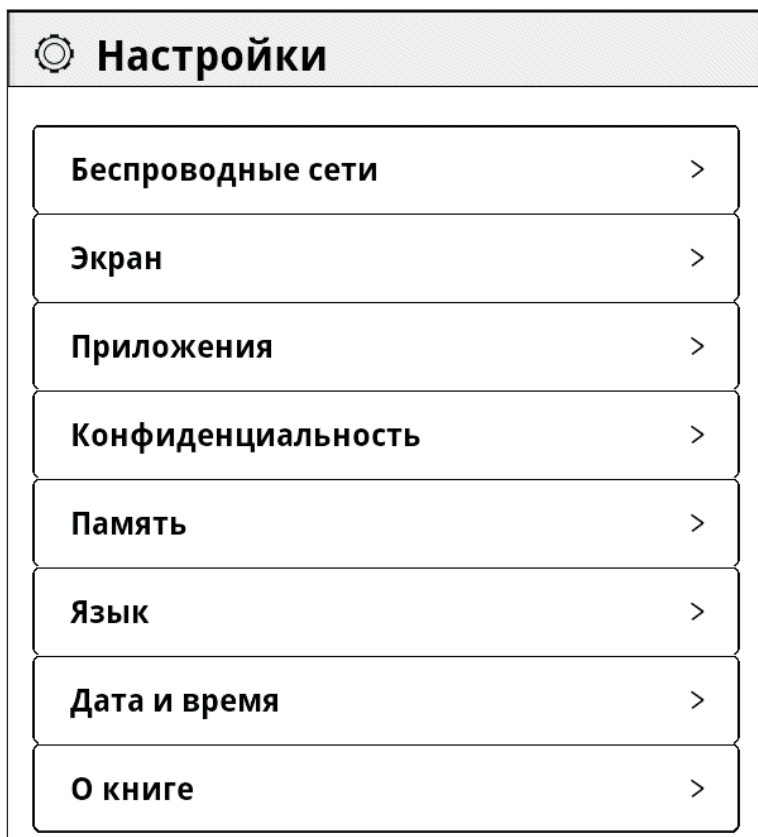 Настройки
Беспроводные сети >
Экран >
Приложения >
Конфиденциальность >
Память >
Язык >
Дата и время >
О книге >